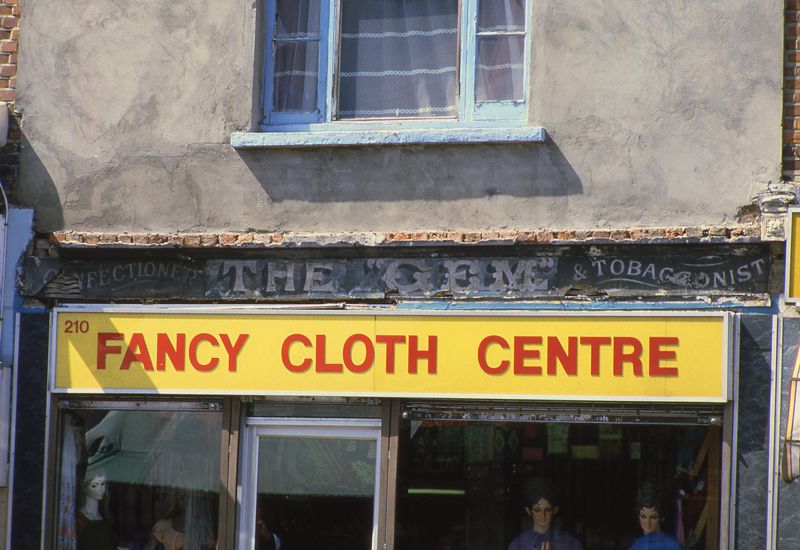 CONFECTIONER THE "GEM" & TOBACCONIST
210
FANCY CLOTH CENTRE